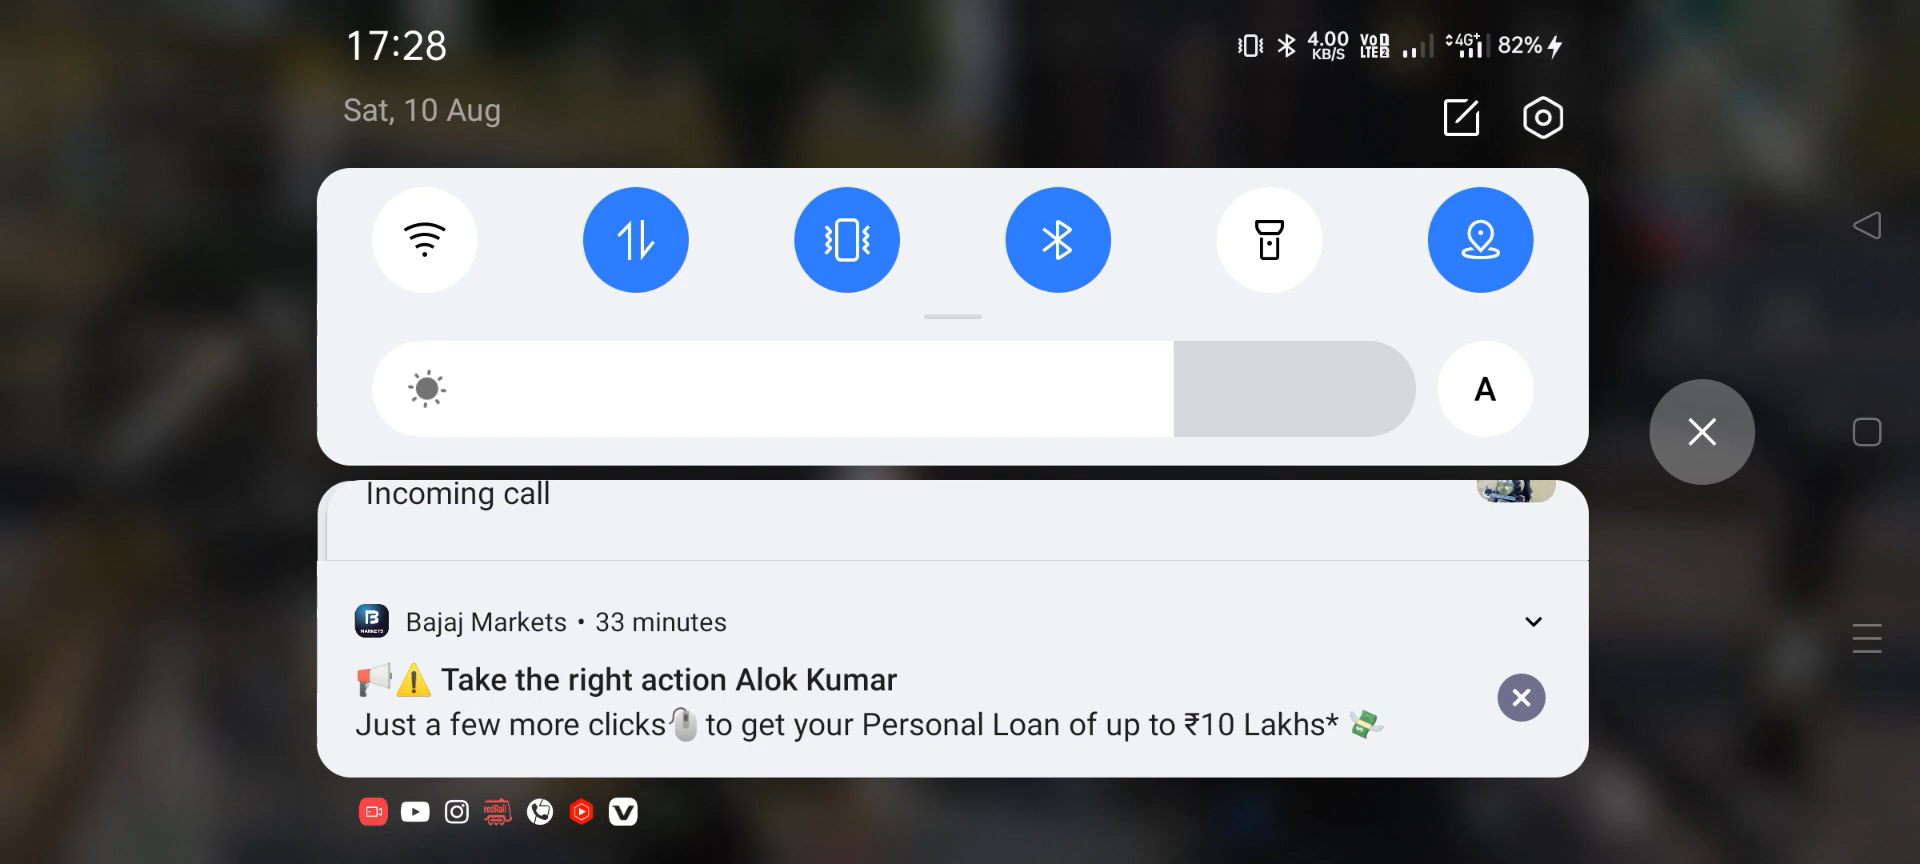 17:28
4.00 KB/S VoD LTE2 4G+ 82%
Sat, 10 Aug
A
Incoming call
B MARKETS Bajaj Markets • 33 minutes
📢⚠️ Take the right action Alok Kumar
Just a few more clicks🖱️ to get your Personal Loan of up to ₹10 Lakhs* 💸
redRail